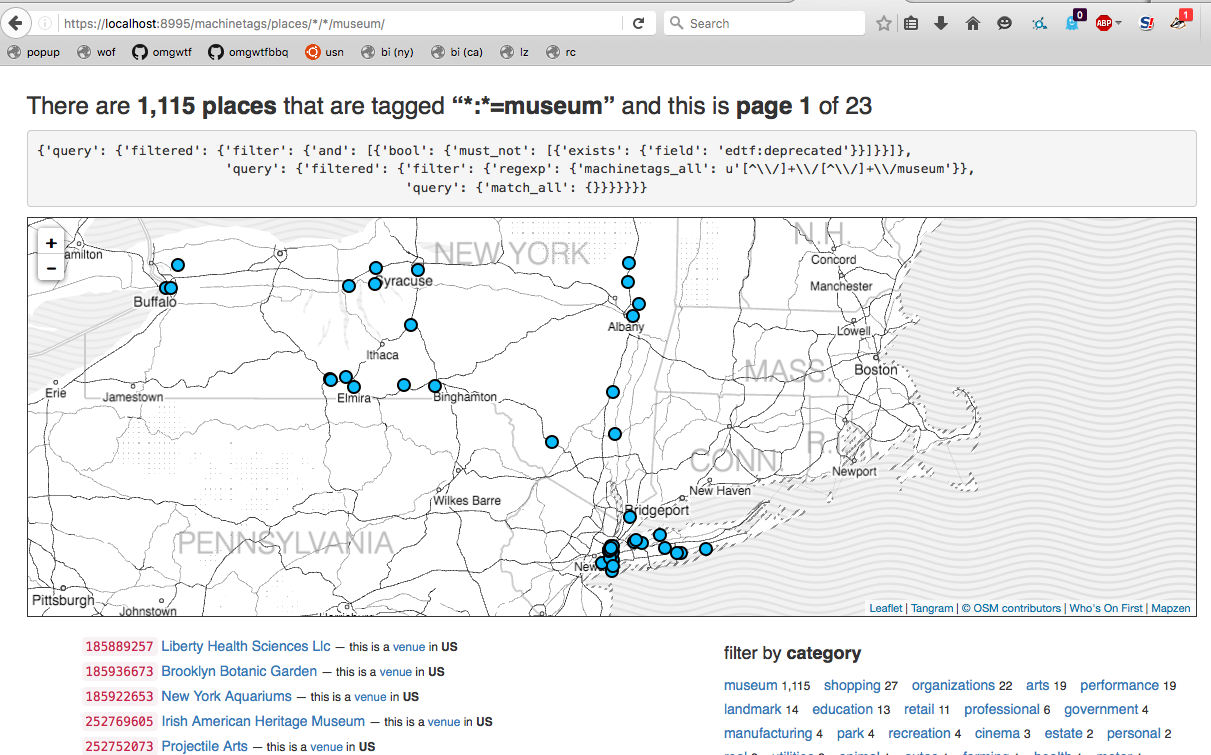 https://localhost:8995/machinetags/places/*/*/museum/
Search
0
ABP
S!
1
popup wof omgwtf omgwtfbbq usn bi (ny) bi (ca) lz rc
There are 1,115 places that are tagged “*:*=museum” and this is page 1 of 23
{'query': {'filtered': {'filter': {'and': [{'bool': {'must_not': [{'exists': {'field': 'edtf:deprecated'}}]}}]},
'query': {'filtered': {'filter': {'regexp': {'machinetags_all': u'[^\\/]+\\/[^\\/]+\\/museum'}},
'query': {'match_all': {}}}}}}}
+
-
amilton
NEW YORK
N.H.
Concord
Syracuse
Manchester
Buffalo
Albany
Lowell
Ithaca
MASS.
Boston
Erie
Jamestown
Elmira
Binghamton
CONN.
Newport
Wilkes Barre
New Haven
Bridgeport
PENNSYLVANIA
Pittsburgh
Johnstown
Leaflet | Tangram | © OSM contributors | Who's On First | Mapzen
185889257 Liberty Health Sciences Llc — this is a venue in US
185936673 Brooklyn Botanic Garden — this is a venue in US
185922653 New York Aquariums — this is a venue in US
252769605 Irish American Heritage Museum — this is a venue in US
252752073 Projectile Arts — this is a venue in US
filter by category
museum 1,115 shopping 27 organizations 22 arts 19 performance 19
landmark 14 education 13 retail 11 professional 6 government 4
manufacturing 4 park 4 recreation 4 cinema 3 estate 2 personal 2